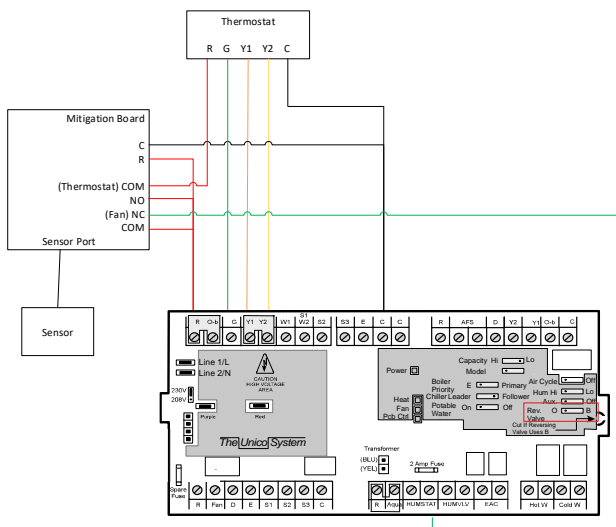 Thermostat
R G Y1 Y2 C
Mitigation Board
C
R
(Thermostat) COM
NO
(Fan) NC
COM
Sensor Port
Sensor
S1
R O-b G Y1 Y2 W1 W2 S2 S3 E C C R AFS D Y2 Y1 O-b C
Line 1/L
Line 2/N
CAUTION
HIGH VOLTAGE
AREA
230V
208V
Purple
Red
The Unico System
Power
Capacity Hi Lo
Model
Boiler
Priority E Primary
Chiller Leader Follower
Potable
Water On Off
Heat
Fan
Pcb Ctrl
Air Cycle Off
Hum Hi Lo
Aux Off
Rev.
Valve O B
Cut If Reversing
Valve Uses B
Transformer
(BLU)
(YEL)
2 Amp Fuse
Spare
Fuse
R Fan D E S1 S2 S3 C R Aqua HUMSTAT HUMVLV EAC Hot W Cold W